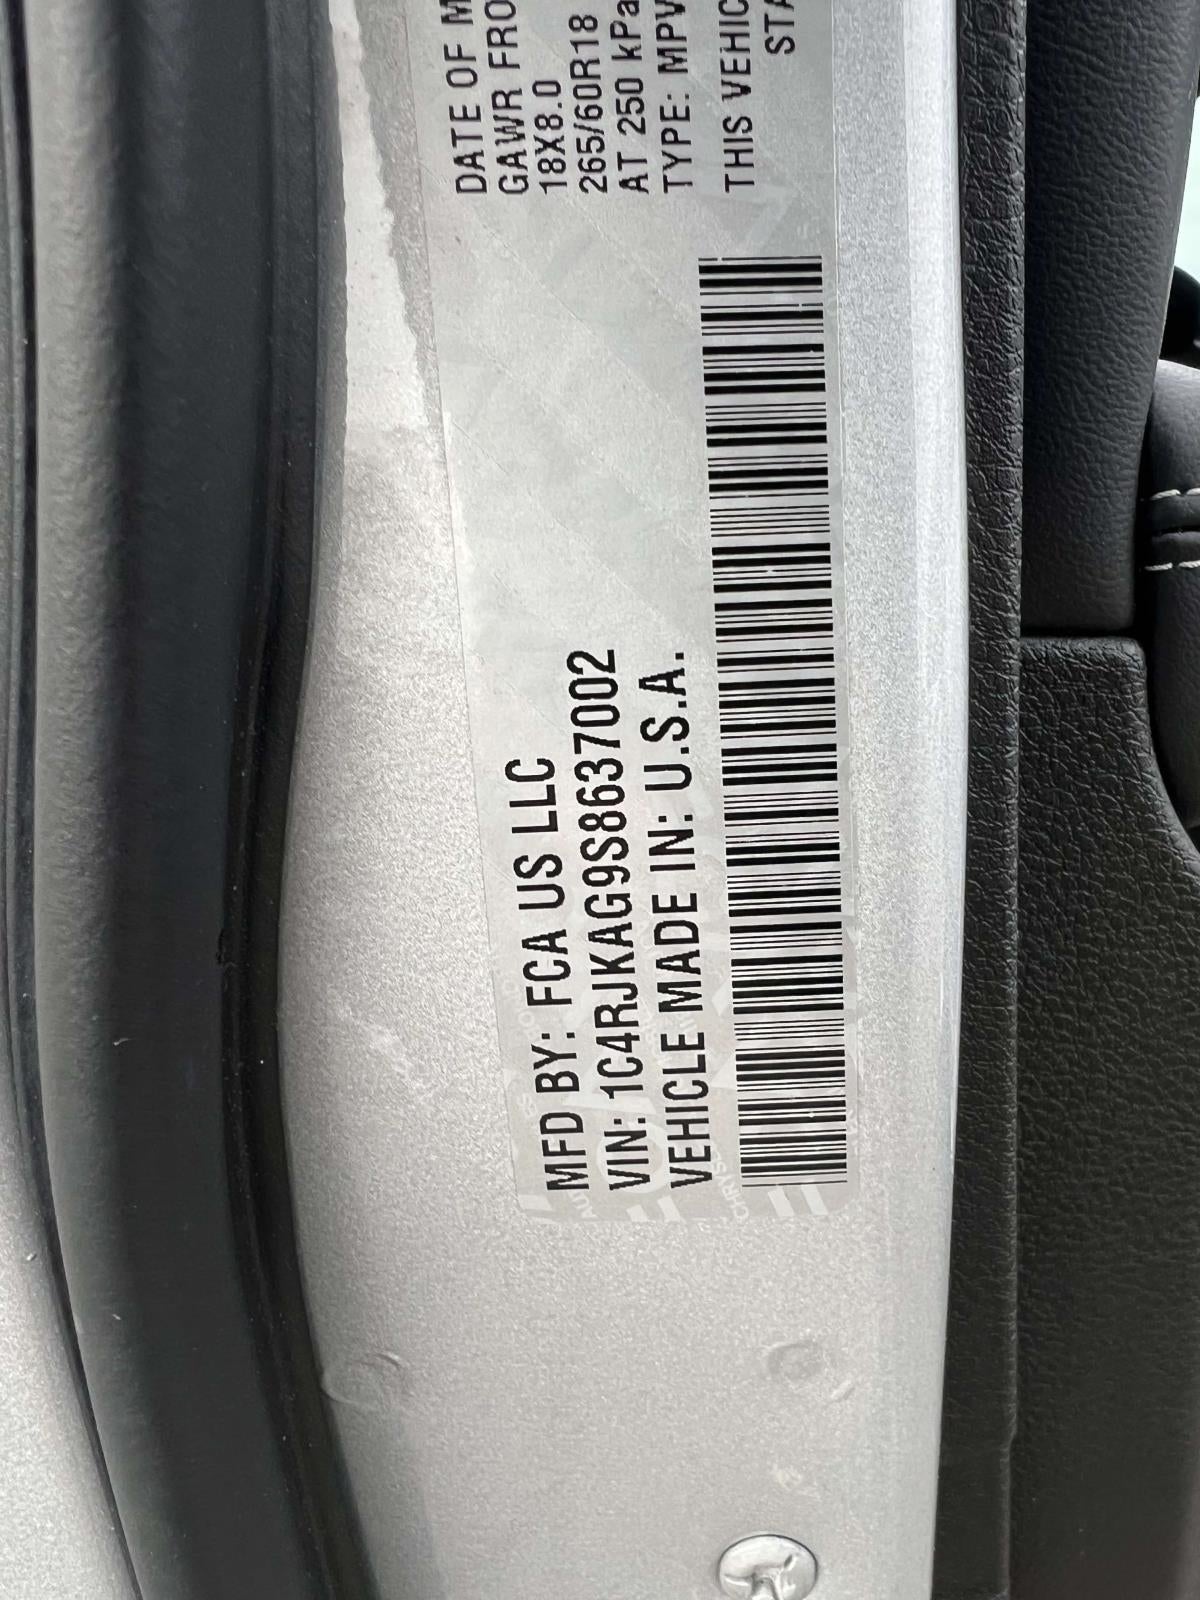 MFD BY: FCA US LLC
VIN: 1C4RJKAG9S8637002
VEHICLE MADE IN: U.S.A.
DATE OF M
GAWR FRO
18X8.0
265/60R18
AT 250 kPa
TYPE: MPV
THIS VEHIC
STA